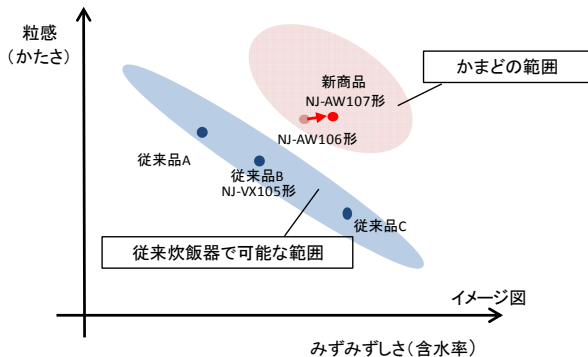 粒感
（かたさ）
新商品
NJ-AW107形
かまどの範囲
NJ-AW106形
従来品A
従来品B
NJ-VX105形
従来品C
従来炊飯器で可能な範囲
イメージ図
みずみずしさ（含水率）